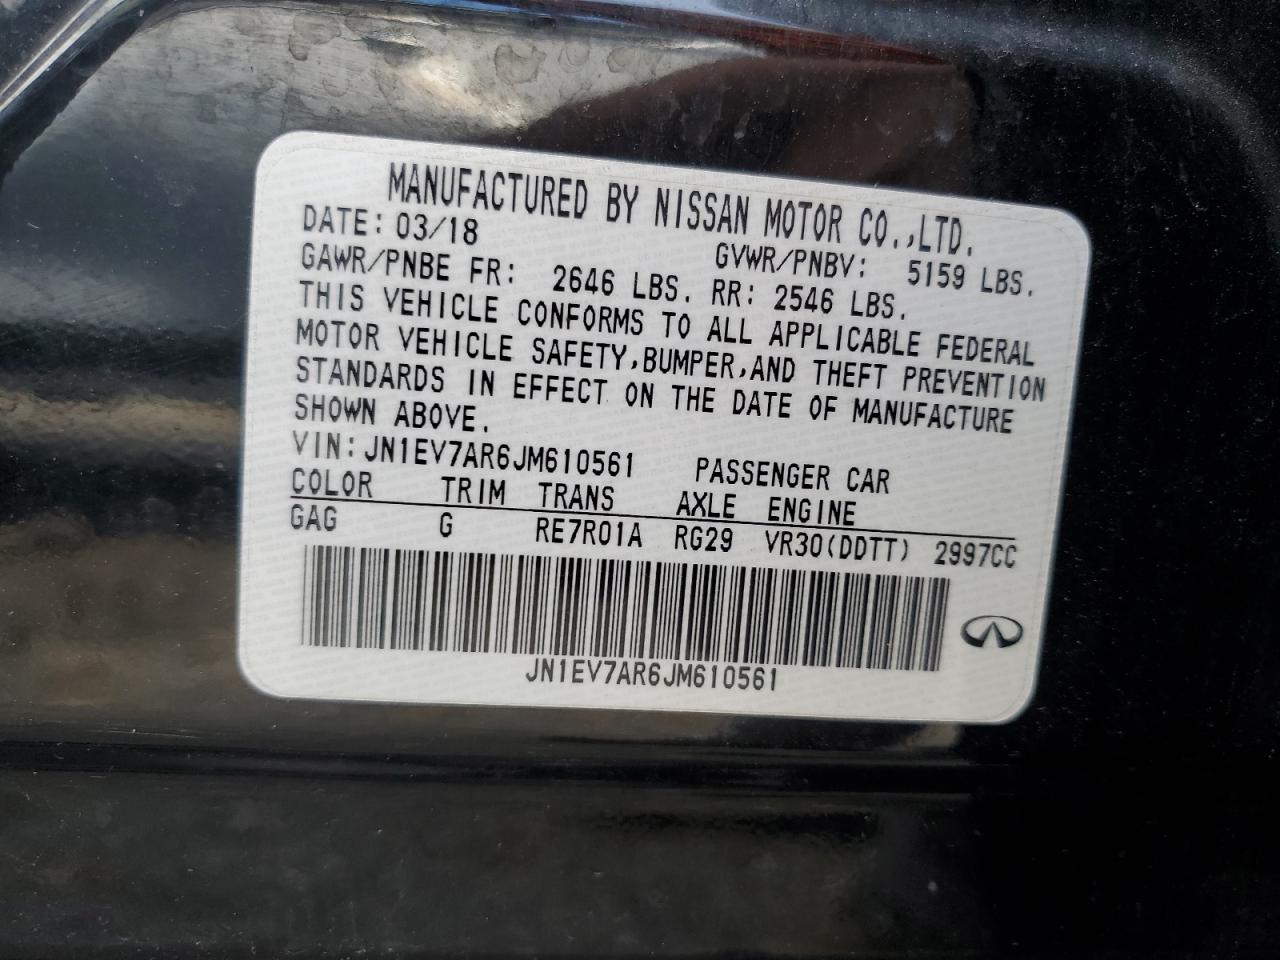 MANUFACTURED BY NISSAN MOTOR CO.,LTD.
DATE: 03/18 GVWR/PNBV: 5159 LBS.
GAWR/PNBE FR: 2646 LBS. RR: 2546 LBS.
THIS VEHICLE CONFORMS TO ALL APPLICABLE FEDERAL
MOTOR VEHICLE SAFETY,BUMPER,AND THEFT PREVENTION
STANDARDS IN EFFECT ON THE DATE OF MANUFACTURE
SHOWN ABOVE.
VIN: JN1EV7AR6JM610561 PASSENGER CAR
COLOR TRIM TRANS AXLE ENGINE
GAG G RE7R01A RG29 VR30(DDTT) 2997CC
JN1EV7AR6JM610561